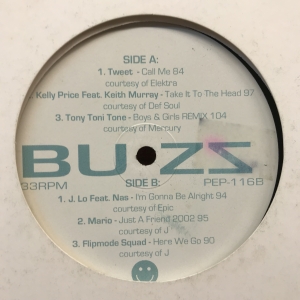 SIDE A:
1. Tweet - Call Me 84
courtesy of Elektra
Kelly Price Feat. Keith Murray - Take It To The Head 97
courtesy of Def Soul
3. Tony Toni Tone - Boys & Girls REMIX 104
courtesy of Mercury
BUZZ
33RPM
SIDE B:
PEP-116B
1. J. Lo Feat. Nas - I'm Gonna Be Alright 94
courtesy of Epic
2. Mario - Just A Friend 2002 95
courtesy of J
3. Flipmode Squad - Here We Go 90
courtesy of J